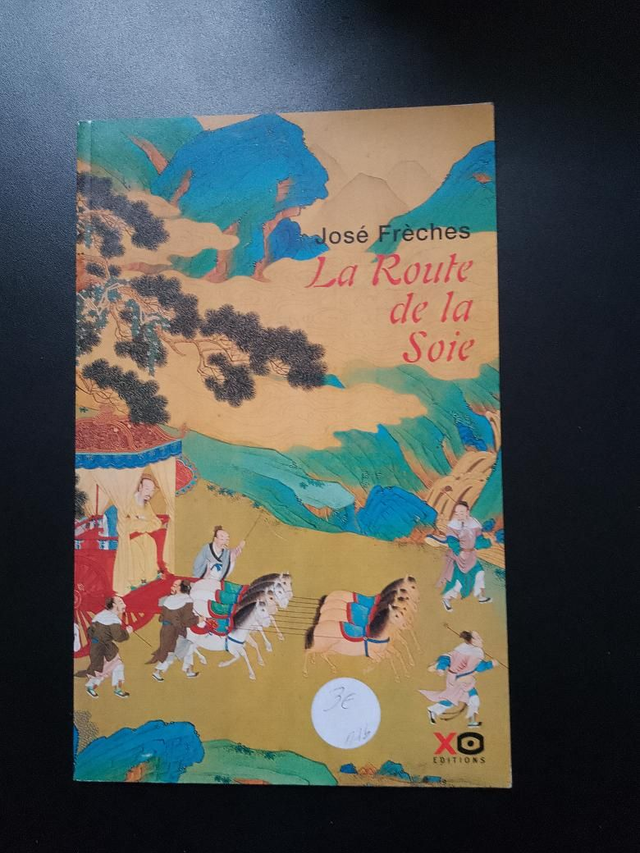 José Frèches
La Route
de la
Soie
3€
XO
EDITIONS